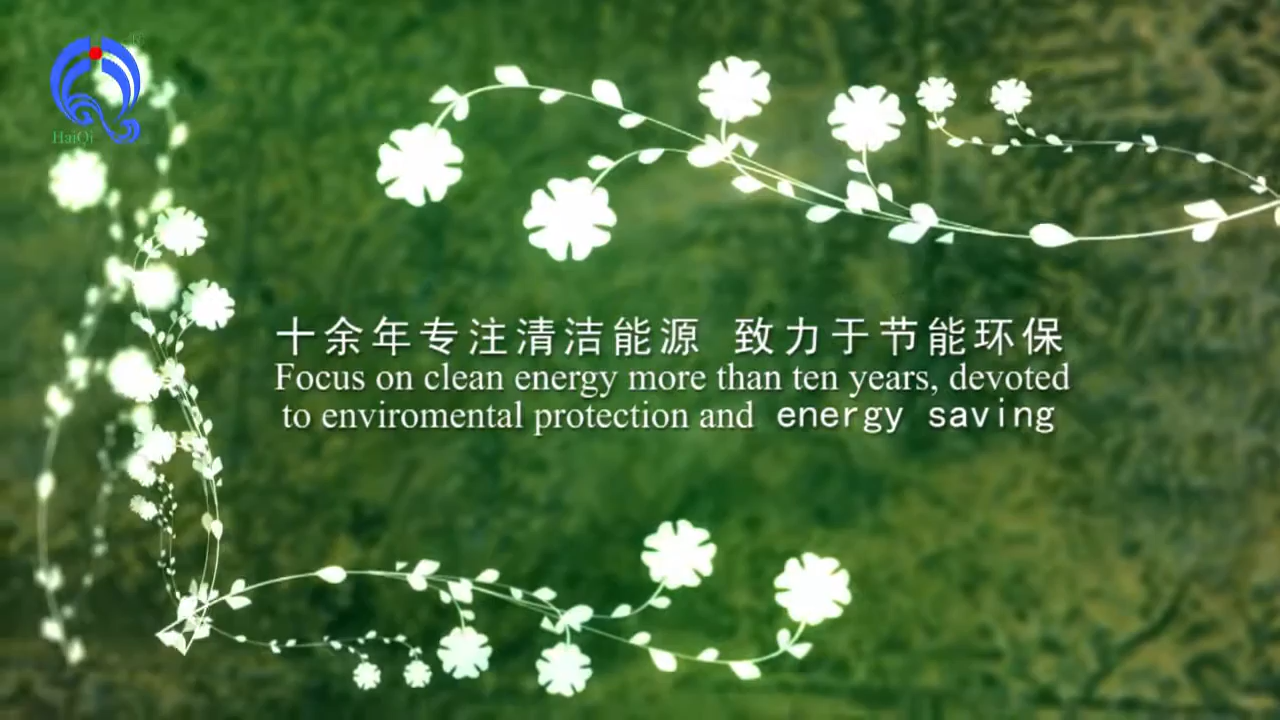 HaiQi
十余年专注清洁能源 致力于节能环保
Focus on clean energy more than ten years, devoted
to enviromental protection and energy saving